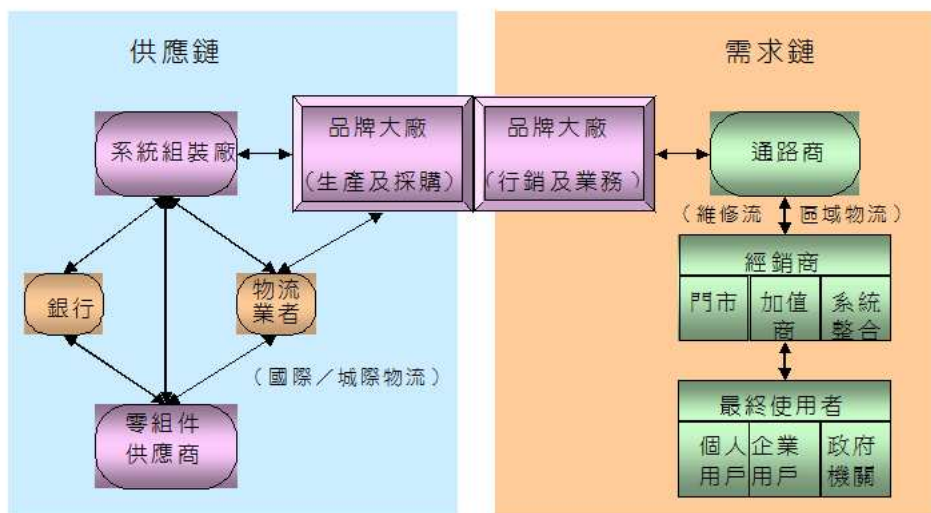 供應鏈
需求鏈
系統組裝廠
品牌大廠
(生產及採購)
品牌大廠
(行銷及業務)
通路商
(維修流 區域物流)
銀行
物流
業者
經銷商
門市
加值
商
系統
整合
(國際／城際物流)
零組件
供應商
最終使用者
個人
用戶
企業
用戶
政府
機關